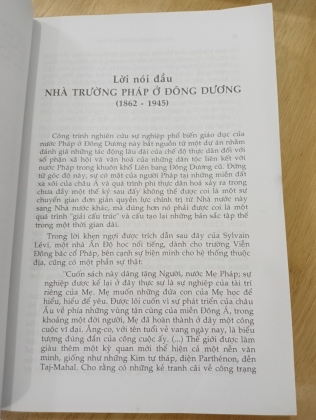 Lời nói đầu
NHÀ TRƯỜNG PHÁP Ở ĐÔNG DƯƠNG
(1862 - 1945)
Công trình nghiên cứu sự nghiệp phổ biến giáo dục của
nước Pháp ở Đông Dương này bắt nguồn từ một dự án nhằm
đánh giá những tác động lâu dài của chế độ thực dân đối với
số phận xã hội và văn hoá của những dân tộc liên kết với
nước Pháp trong khuôn khổ Liên bang Đông Dương cũ. Đứng
từ góc độ này, sự có mặt của người Pháp tại những miền đất
xa xôi của châu Á và quá trình phi thực dân hoá xảy ra trong
chưa đầy một thế kỷ sau đấy không thể được coi là một sự
chuyển giao đơn giản quyền lực chính trị từ Nhà nước này
sang Nhà nước khác, mà đúng hơn nó phải được coi là một
quá trình "giải cấu trúc" và cấu tạo lại những bản sắc tập thể
trong một thời gian dài.
Trong lời khen ngợi được trích dẫn sau đây của Sylvain
Lévi, một nhà Ấn Độ học nổi tiếng, dành cho trường Viễn
Đông bác cổ Pháp, bên cạnh sự biện minh cho hệ thống thuộc
địa, cũng có một phần sự thật:
"Cuốn sách này dâng tặng Người, nước Mẹ Pháp; sự
nghiệp được kể lại ở đây thực sự là sự nghiệp của tài trí
riêng của Mẹ. Mẹ muốn những đứa con của Mẹ học để
hiểu, hiểu để yêu. Được lôi cuốn vì sự phát triển của châu
Âu về phía những vùng tận cùng của miền Đông Á, trong
khoảng một đời người, Mẹ đã hoàn thành ở đây một công
cuộc vĩ đại. Ăng-co, với tên tuổi vẻ vang ngày nay, là biểu
tượng đúng đắn của công cuộc ấy. (...) Thế giới được làm
giàu thêm một kỳ quan mới thể hiện cả một nền văn
minh, giống như những Kim tự tháp, điện Parthénon, đền
Taj-Mahal. Cho rằng có những kẻ tranh cãi về công trạng